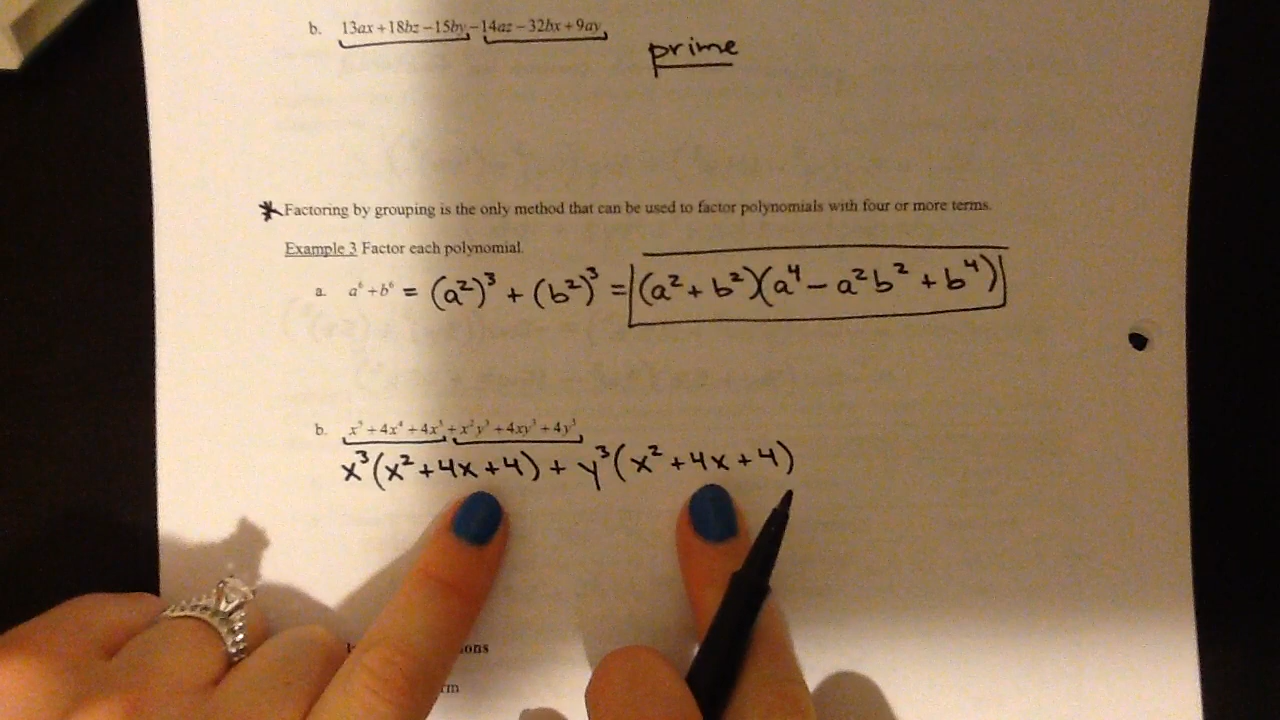 b. 13ax + 18bz − 15by − 14az − 32bx + 9ay
prime
* Factoring by grouping is the only method that can be used to factor polynomials with four or more terms.
Example 3 Factor each polynomial.
a. a⁶ + b⁶ = (a²)³ + (b²)³ = (a² + b²)(a⁴ − a²b² + b⁴)
b. x⁵ + 4x⁴ + 4x³ + x²y³ + 4xy³ + 4y³
x³(x² + 4x + 4) + y³(x² + 4x + 4)